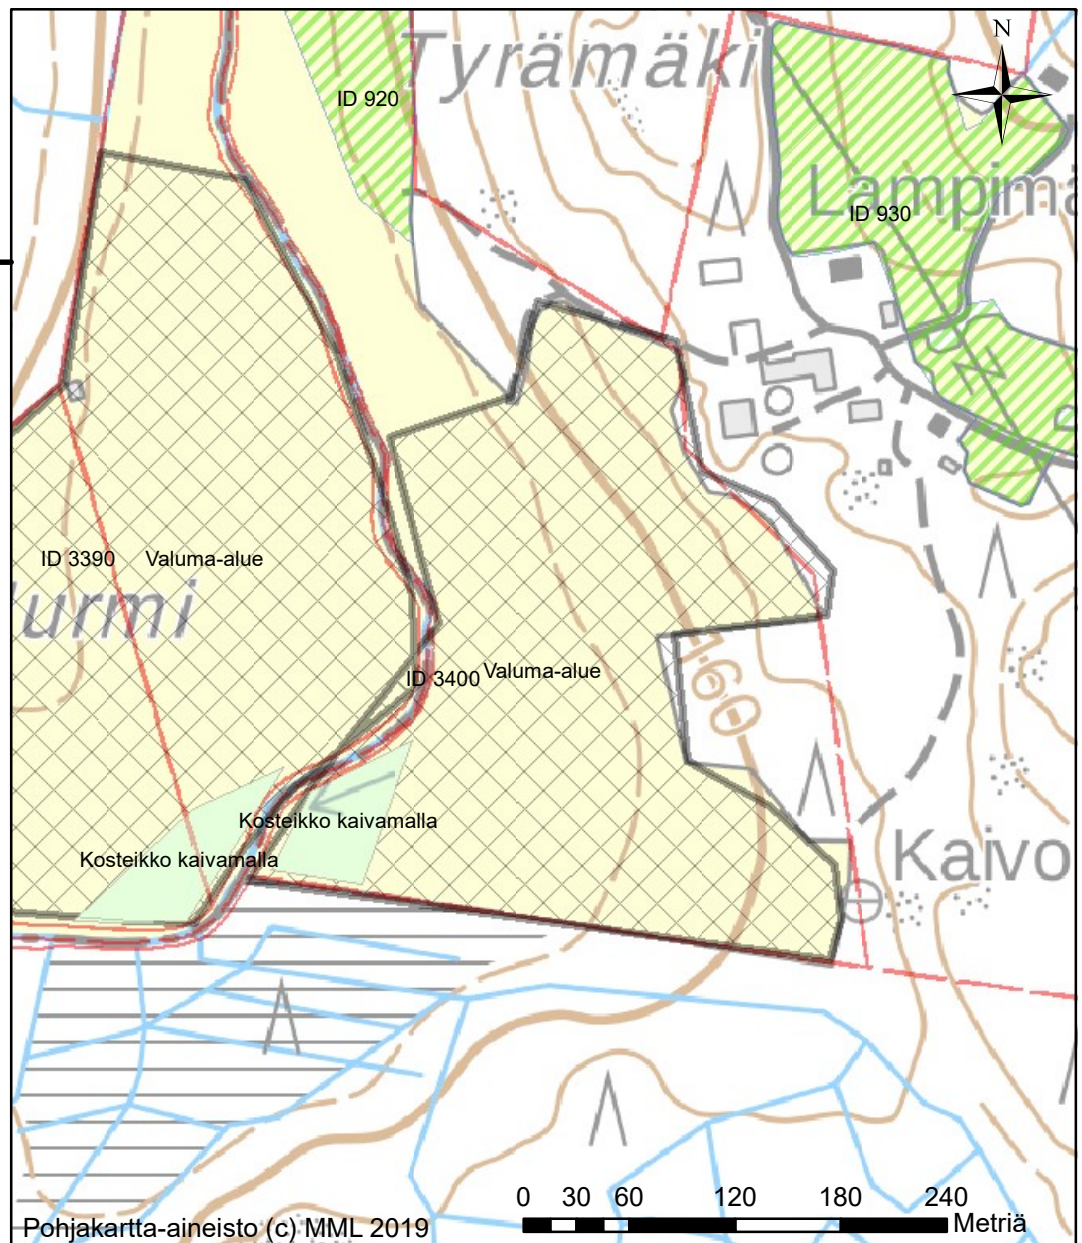 Tyrämäki
N
ID 920
Lampimä
ID 930
ID 3390 Valuma-alue
urmi
ID 3400 Valuma-alue
160
Kosteikko kaivamalla
Kosteikko kaivamalla
Kaivo
0 30 60 120 180 240
Metriä
Pohjakartta-aineisto (c) MML 2019